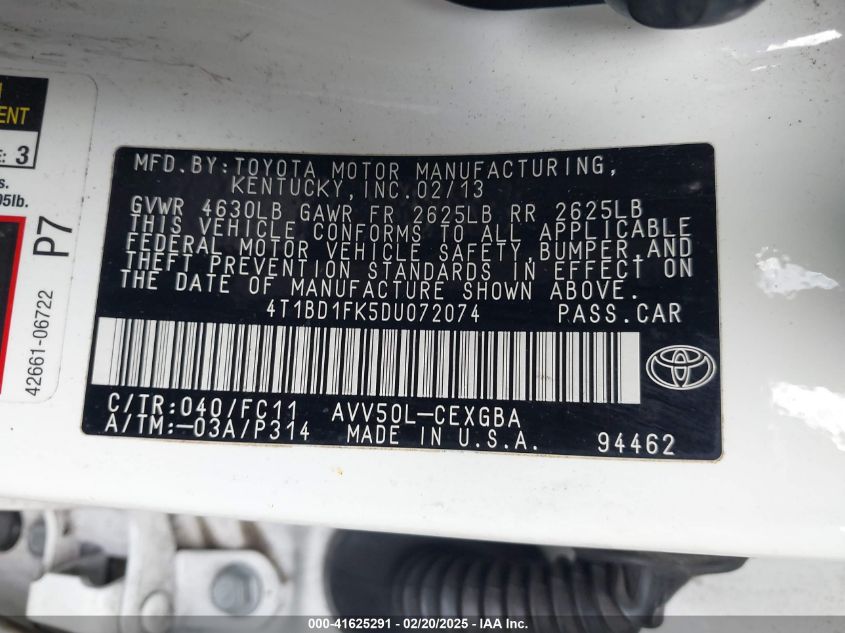 ENT
E: 3
s.
05lb.
P7
42661-06722
MFD.BY:TOYOTA MOTOR MANUFACTURING,
KENTUCKY,INC.02/13
GVWR 4630LB GAWR FR 2625LB RR 2625LB
THIS VEHICLE CONFORMS TO ALL APPLICABLE
FEDERAL MOTOR VEHICLE SAFETY,BUMPER,AND
THEFT PREVENTION STANDARDS IN EFFECT ON
THE DATE OF MANUFACTURE SHOWN ABOVE.
4T1BD1FK5DU072074 PASS.CAR
C/TR:040/FC11 AVV50L-CEXGBA
A/TM:-03A/P314 MADE IN U.S.A. 94462
000-41625291 - 02/20/2025 - © IAA, Inc.